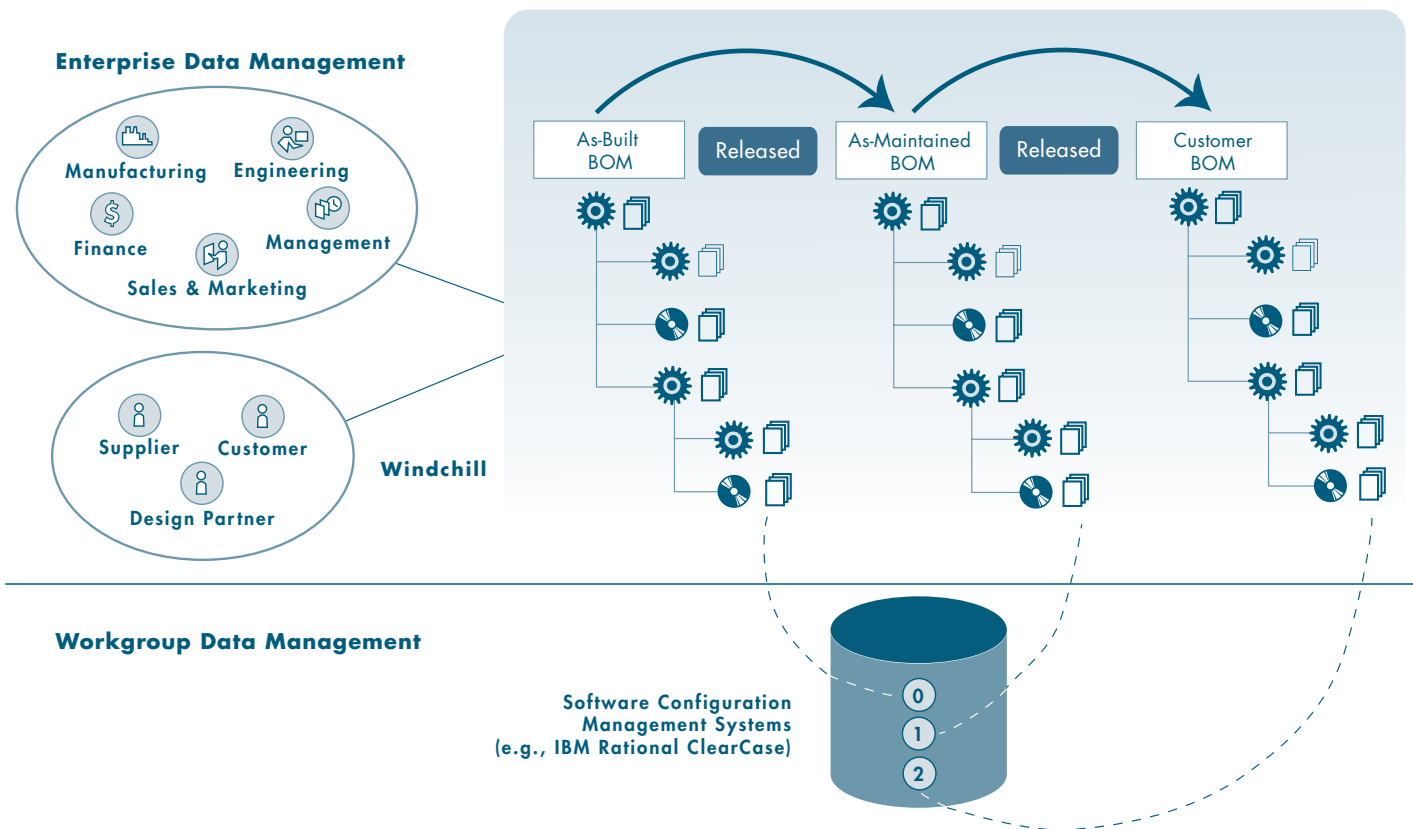 Enterprise Data Management
Manufacturing
Engineering
$
Finance
Management
Sales & Marketing
Supplier
Customer
Design Partner
Windchill
As-Built
BOM
Released
As-Maintained
BOM
Released
Customer
BOM
Workgroup Data Management
Software Configuration
Management Systems
(e.g., IBM Rational ClearCase)
0
1
2